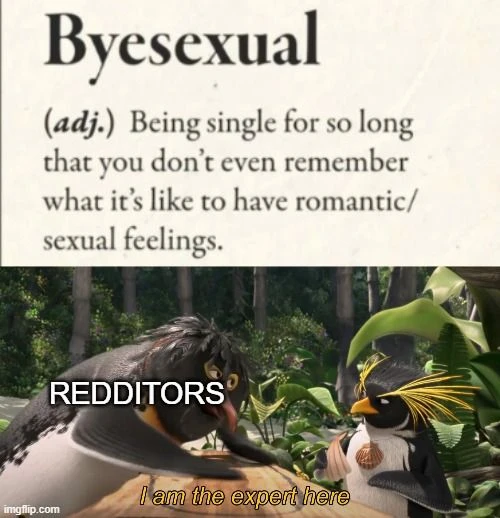 Byesexual
(adj.) Being single for so long
that you don't even remember
what it's like to have romantic/
sexual feelings.
REDDITORS
I am the expert here
imgflip.com